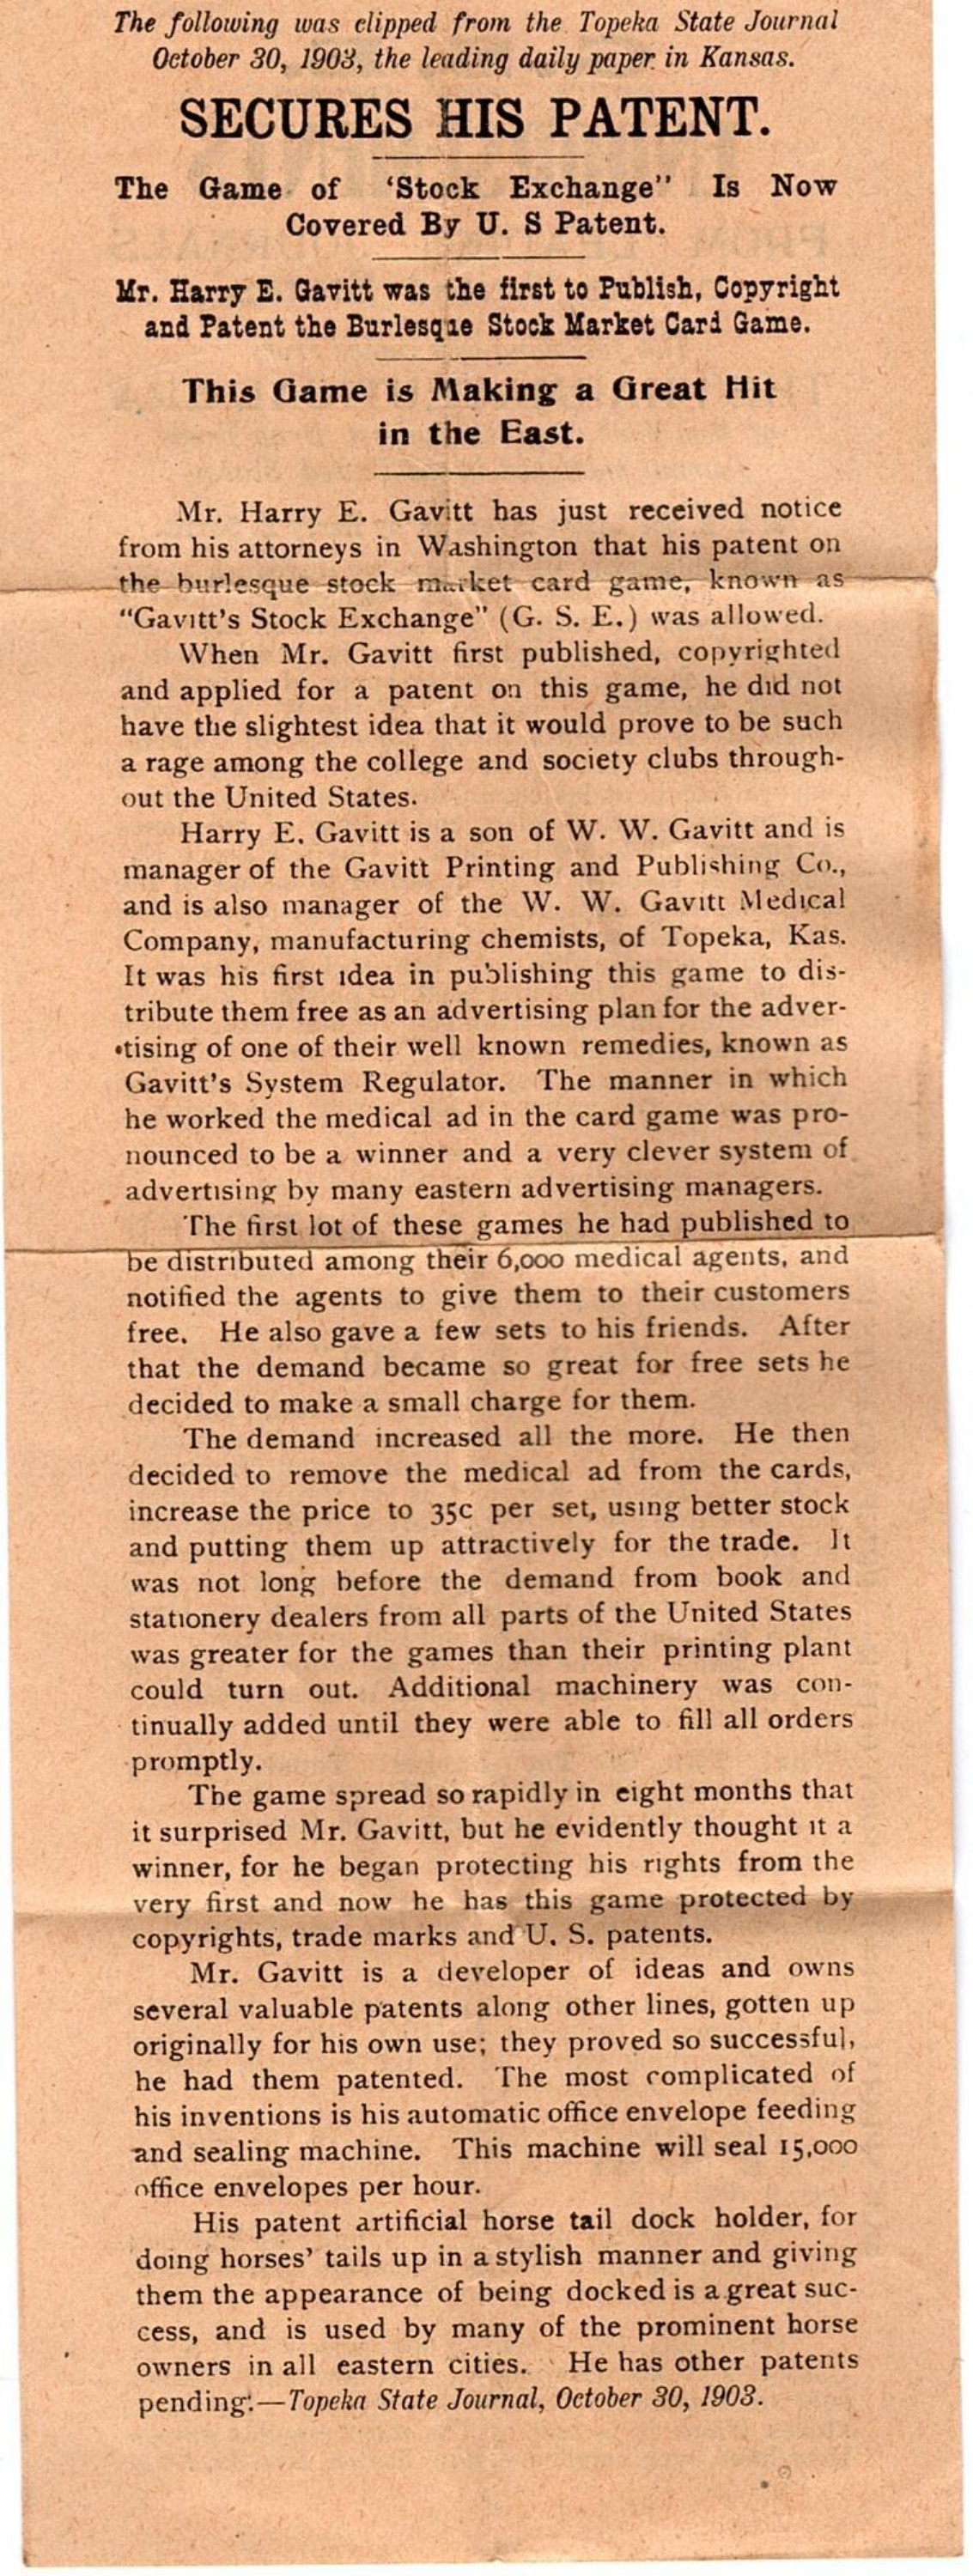 The following was clipped from the Topeka State Journal
October 30, 1903, the leading daily paper in Kansas.
SECURES HIS PATENT.
The Game of 'Stock Exchange" Is Now
Covered By U. S Patent.
Mr. Harry E. Gavitt was the first to Publish, Copyright
and Patent the Burlesque Stock Market Card Game.
This Game is Making a Great Hit
in the East.
Mr. Harry E. Gavitt has just received notice
from his attorneys in Washington that his patent on
the burlesque stock market card game, known as
"Gavitt's Stock Exchange" (G. S. E.) was allowed.
When Mr. Gavitt first published, copyrighted
and applied for a patent on this game, he did not
have the slightest idea that it would prove to be such
a rage among the college and society clubs through-
out the United States.
Harry E. Gavitt is a son of W. W. Gavitt and is
manager of the Gavitt Printing and Publishing Co.,
and is also manager of the W. W. Gavitt Medical
Company, manufacturing chemists, of Topeka, Kas.
It was his first idea in publishing this game to dis-
tribute them free as an advertising plan for the adver-
tising of one of their well known remedies, known as
Gavitt's System Regulator. The manner in which
he worked the medical ad in the card game was pro-
nounced to be a winner and a very clever system of
advertising by many eastern advertising managers.
The first lot of these games he had published to
be distributed among their 6,000 medical agents, and
notified the agents to give them to their customers
free. He also gave a few sets to his friends. After
that the demand became so great for free sets he
decided to make a small charge for them.
The demand increased all the more. He then
decided to remove the medical ad from the cards,
increase the price to 35c per set, using better stock
and putting them up attractively for the trade. It
was not long before the demand from book and
stationery dealers from all parts of the United States
was greater for the games than their printing plant
could turn out. Additional machinery was con-
tinually added until they were able to fill all orders
promptly.
The game spread so rapidly in eight months that
it surprised Mr. Gavitt, but he evidently thought it a
winner, for he began protecting his rights from the
very first and now he has this game protected by
copyrights, trade marks and U. S. patents.
Mr. Gavitt is a developer of ideas and owns
several valuable patents along other lines, gotten up
originally for his own use; they proved so successful,
he had them patented. The most complicated of
his inventions is his automatic office envelope feeding
and sealing machine. This machine will seal 15,000
office envelopes per hour.
His patent artificial horse tail dock holder, for
doing horses' tails up in a stylish manner and giving
them the appearance of being docked is a great suc-
cess, and is used by many of the prominent horse
owners in all eastern cities. He has other patents
pending.—Topeka State Journal, October 30, 1903.